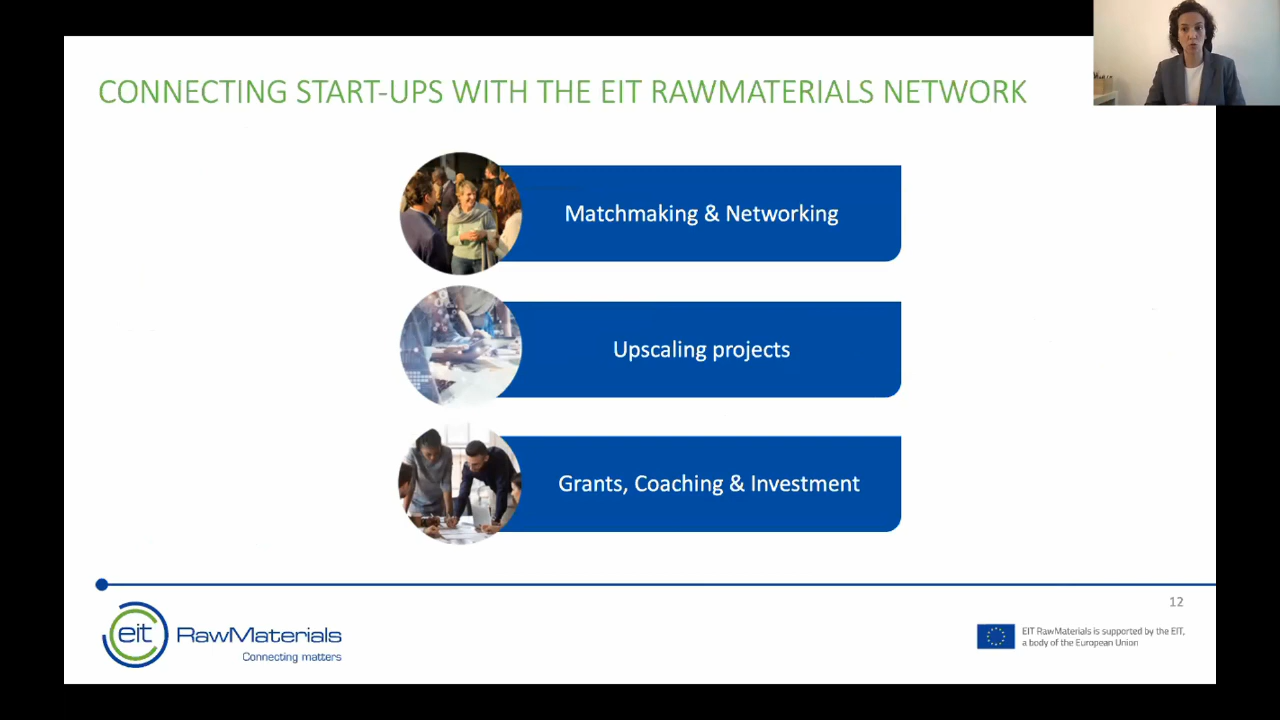 CONNECTING START-UPS WITH THE EIT RAWMATERIALS NETWORK
Matchmaking & Networking
Upscaling projects
Grants, Coaching & Investment
12
eit RawMaterials
Connecting matters
EIT RawMaterials is supported by the EIT,
a body of the European Union